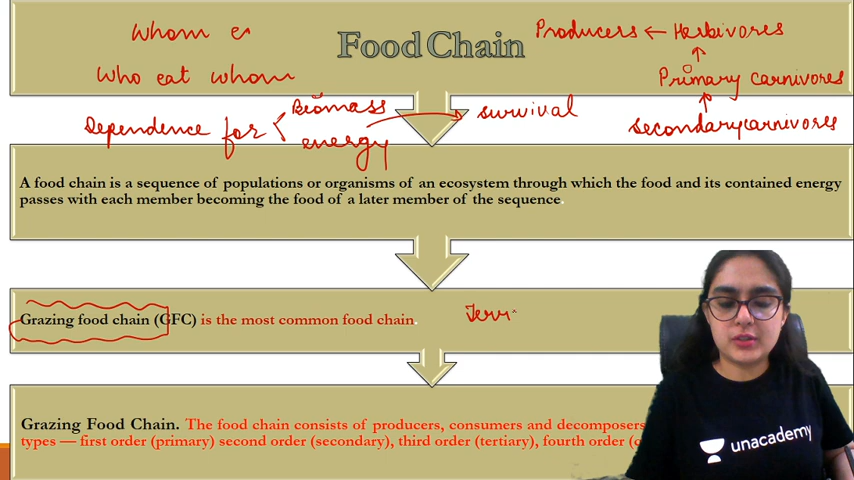 Whom e
Food Chain
Producers ← Herbivores
Who eat whom
Primary carnivores
Biomass
survival
Dependence for
energy
Secondary carnivores
A food chain is a sequence of populations or organisms of an ecosystem through which the food and its contained energy
passes with each member becoming the food of a later member of the sequence.
Grazing food chain (GFC) is the most common food chain.
Terri
Grazing Food Chain. The food chain consists of producers, consumers and decomposers
types — first order (primary) second order (secondary), third order (tertiary), fourth order (
unacademy